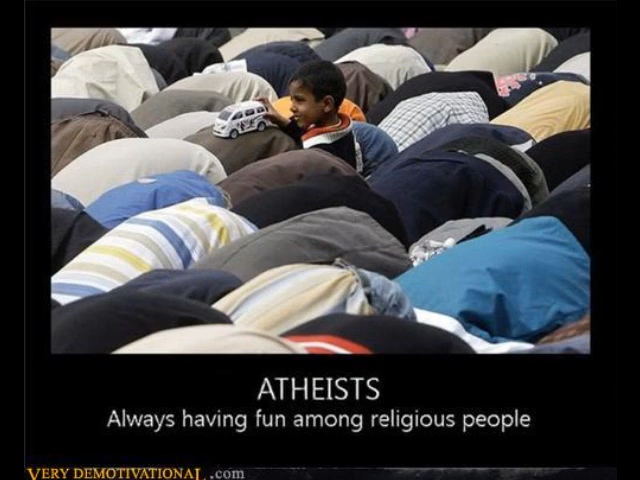 ATHEISTS
Always having fun among religious people
VERY DEMOTIVATIONAL .com